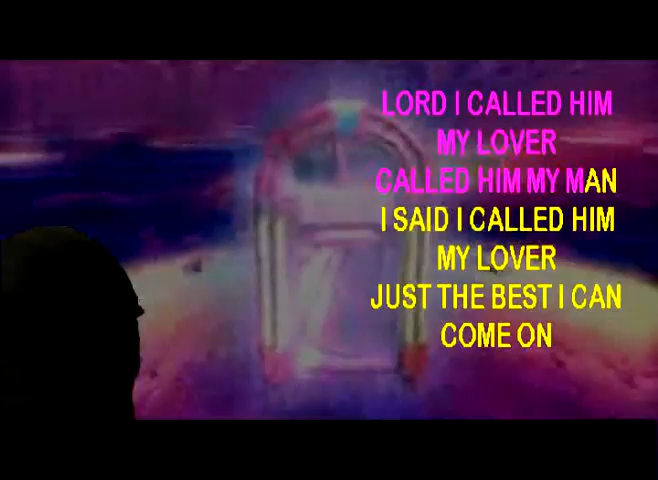 LORD I CALLED HIM
MY LOVER
CALLED HIM MY MAN
I SAID I CALLED HIM
MY LOVER
JUST THE BEST I CAN
COME ON